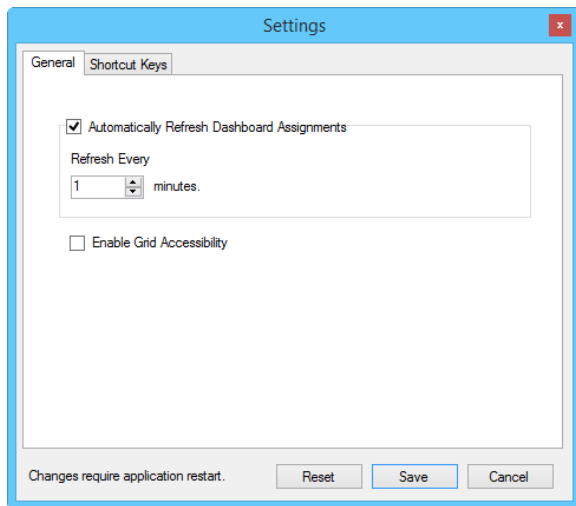 Settings
x
General Shortcut Keys
Automatically Refresh Dashboard Assignments
Refresh Every
1 minutes.
Enable Grid Accessibility
Changes require application restart. Reset Save Cancel